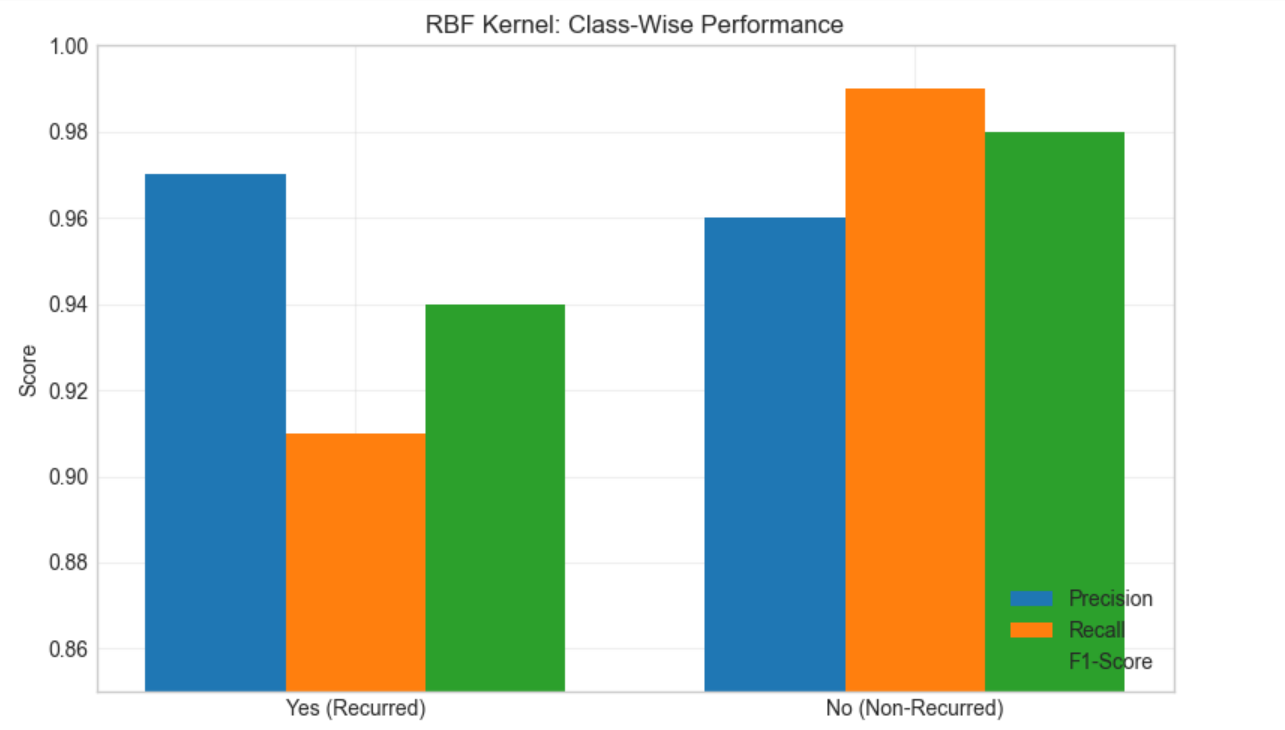 RBF Kernel: Class-Wise Performance
1.00
0.98
0.96
0.94
0.92
0.90
0.88
0.86
Score
Yes (Recurred)
No (Non-Recurred)
Precision
Recall
F1-Score